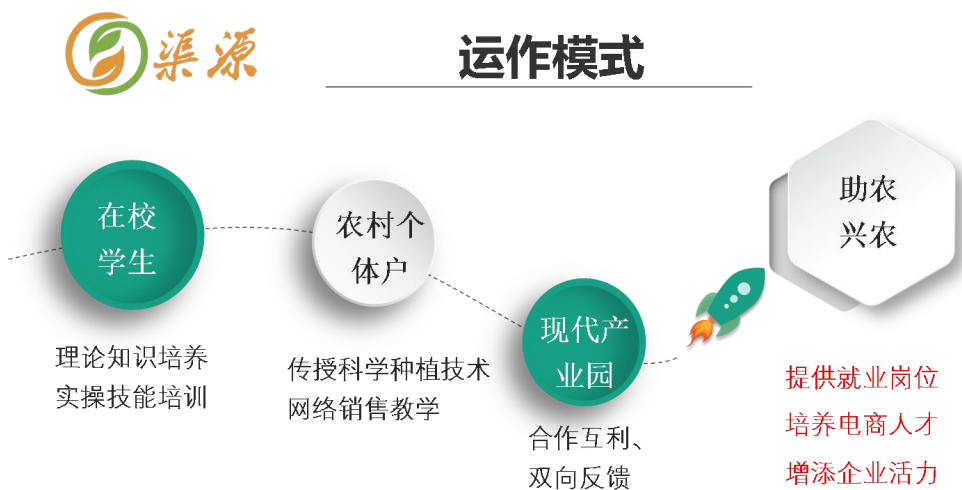 渠源
运作模式
在校
学生
理论知识培养
实操技能培训
农村个
体户
传授科学种植技术
网络销售教学
现代产
业园
合作互利、
双向反馈
助农
兴农
提供就业岗位
培养电商人才
增添企业活力